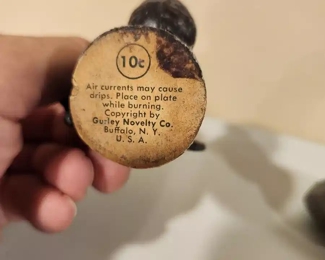 10¢
Air currents may cause
drips. Place on plate
while burning.
Copyright by
Gurley Novelty Co.
Buffalo, N. Y.
U. S. A.